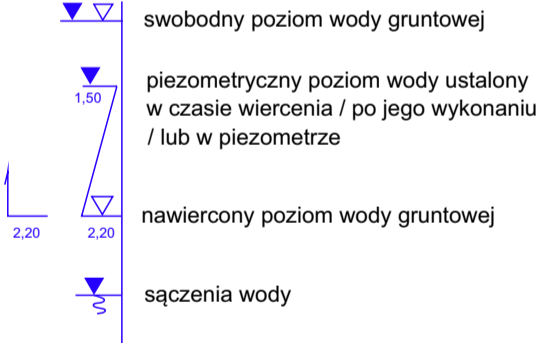 swobodny poziom wody gruntowej
piezometryczny poziom wody ustalony
1,50
w czasie wiercenia / po jego wykonaniu
/ lub w piezometrze
nawiercony poziom wody gruntowej
2,20
2,20
sączenia wody